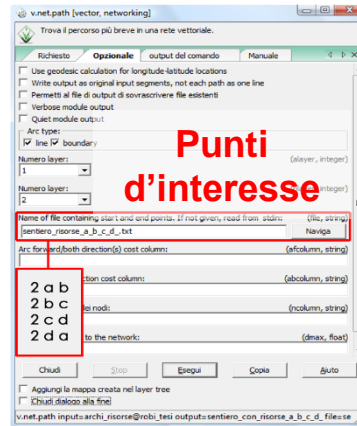 v.net.path [vector, networking]
Trova il percorso più breve in una rete vettoriale.
Richiesto Opzionale output del comando Manuale
Use geodesic calculation for longitude-latitude locations
Write output as original input segments, not each path as one line
Permetti al file di output di sovrascrivere file esistenti
Verbose module output
Quiet module output
Arc type:
line boundary
Punti
d'interesse
Numero layer: (alayer, integer)
1
Numero layer: integer)
2
Name of file containing start and end points. If not given, read from stdin: (file, string)
sentiero_risorse_a_b_c_d_.txt Naviga
Arc forward/both direction(s) cost column: (afcolumn, string)
ction cost column: (abcolumn, string)
2 a b
2 b c
2 c d
2 d a
dei nodi: (ncolumn, string)
to the network: (dmax, float)
Chiudi Stop Esegui Copia Aiuto
Aggiungi la mappa creata nel layer tree
Chiudi dialogo alla fine
v.net.path input=archi_risorse@robi_tesi output=sentiero_con_risorse_a_b_c_d_ file=se